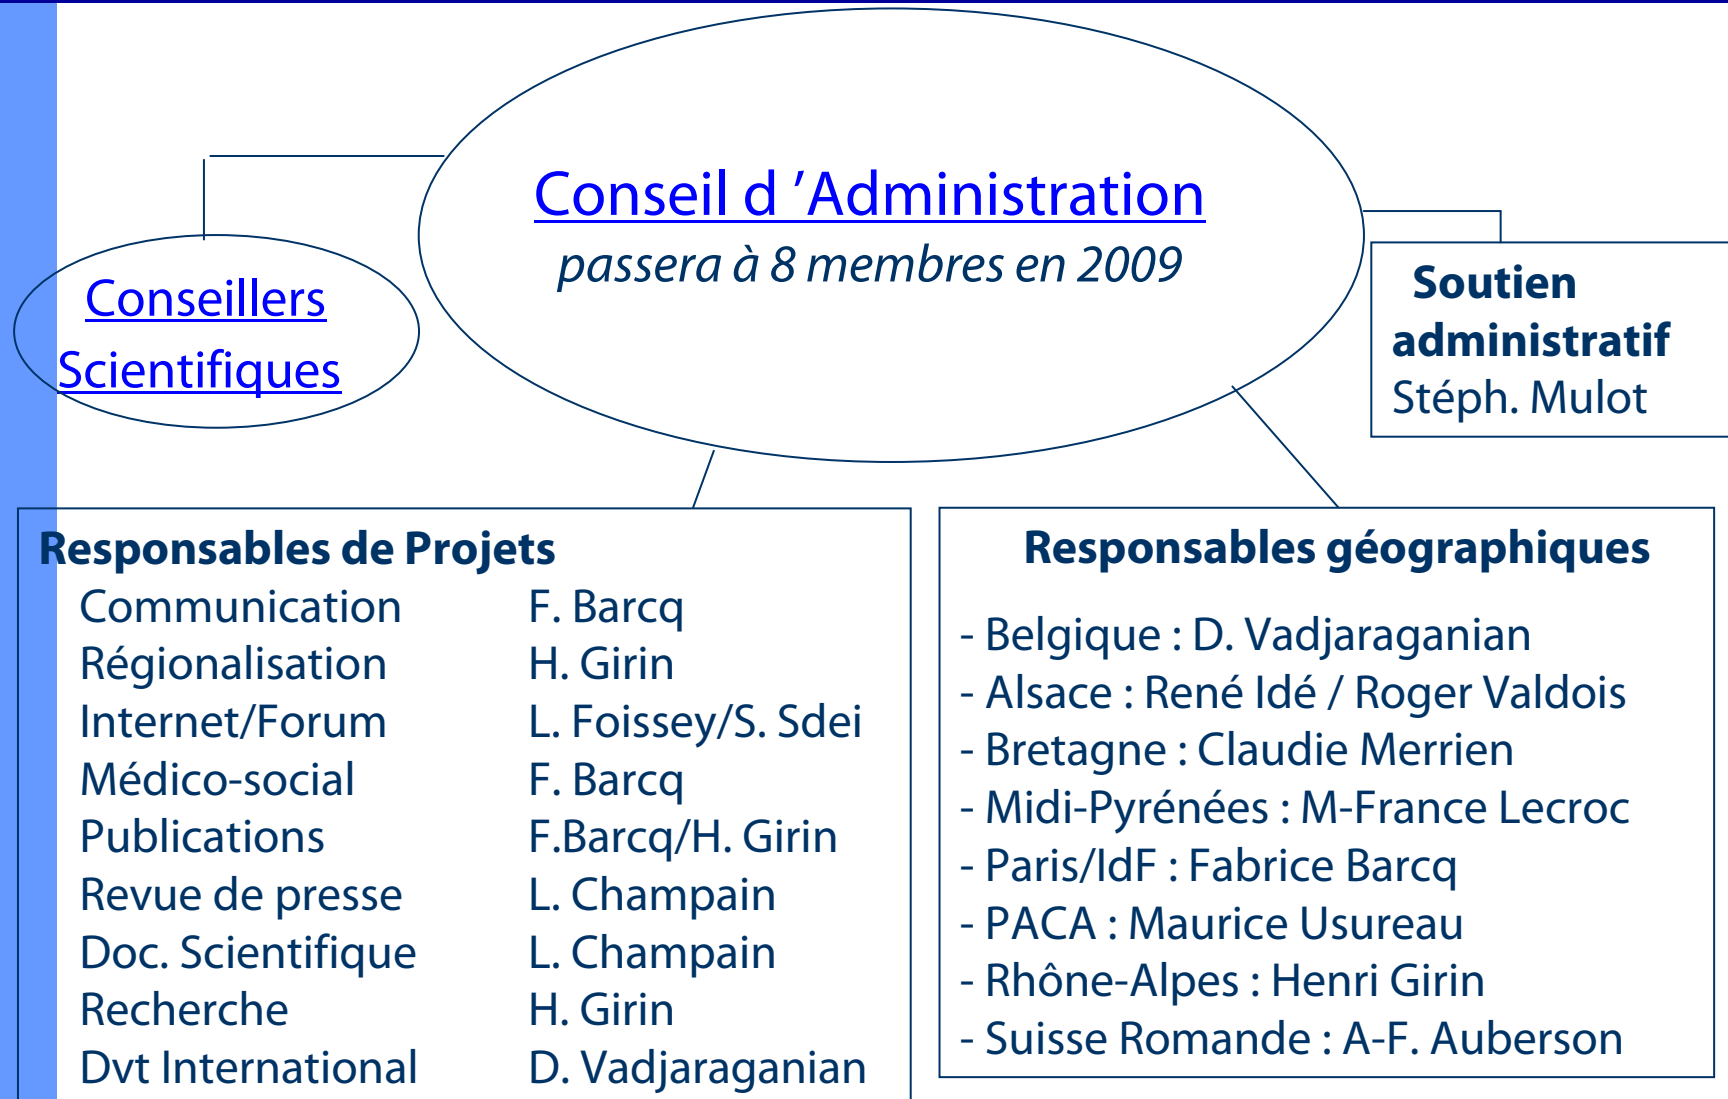 Conseil d ’Administration
passera à 8 membres en 2009
Conseillers
Scientifiques
Soutien
administratif
Stéph. Mulot
Responsables de Projets
Communication F. Barcq
Régionalisation H. Girin
Internet/Forum L. Foissey/S. Sdei
Médico-social F. Barcq
Publications F.Barcq/H. Girin
Revue de presse L. Champain
Doc. Scientifique L. Champain
Recherche H. Girin
Dvt International D. Vadjaraganian
Responsables géographiques
- Belgique : D. Vadjaraganian
- Alsace : René Idé / Roger Valdois
- Bretagne : Claudie Merrien
- Midi-Pyrénées : M-France Lecroc
- Paris/IdF : Fabrice Barcq
- PACA : Maurice Usureau
- Rhône-Alpes : Henri Girin
- Suisse Romande : A-F. Auberson